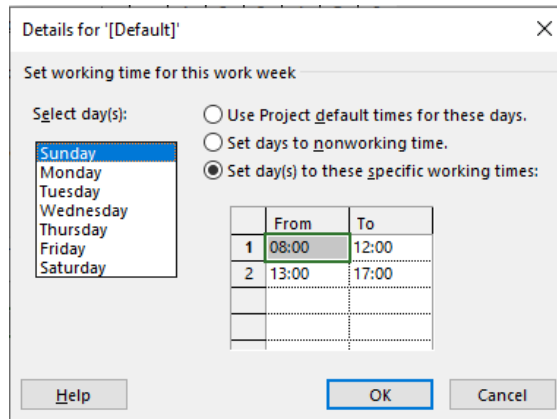 Details for '[Default]'
Set working time for this work week
Select day(s):
Sunday
Monday
Tuesday
Wednesday
Thursday
Friday
Saturday
Use Project default times for these days.
Set days to nonworking time.
Set day(s) to these specific working times:
From To
1 08:00 12:00
2 13:00 17:00
Help OK Cancel